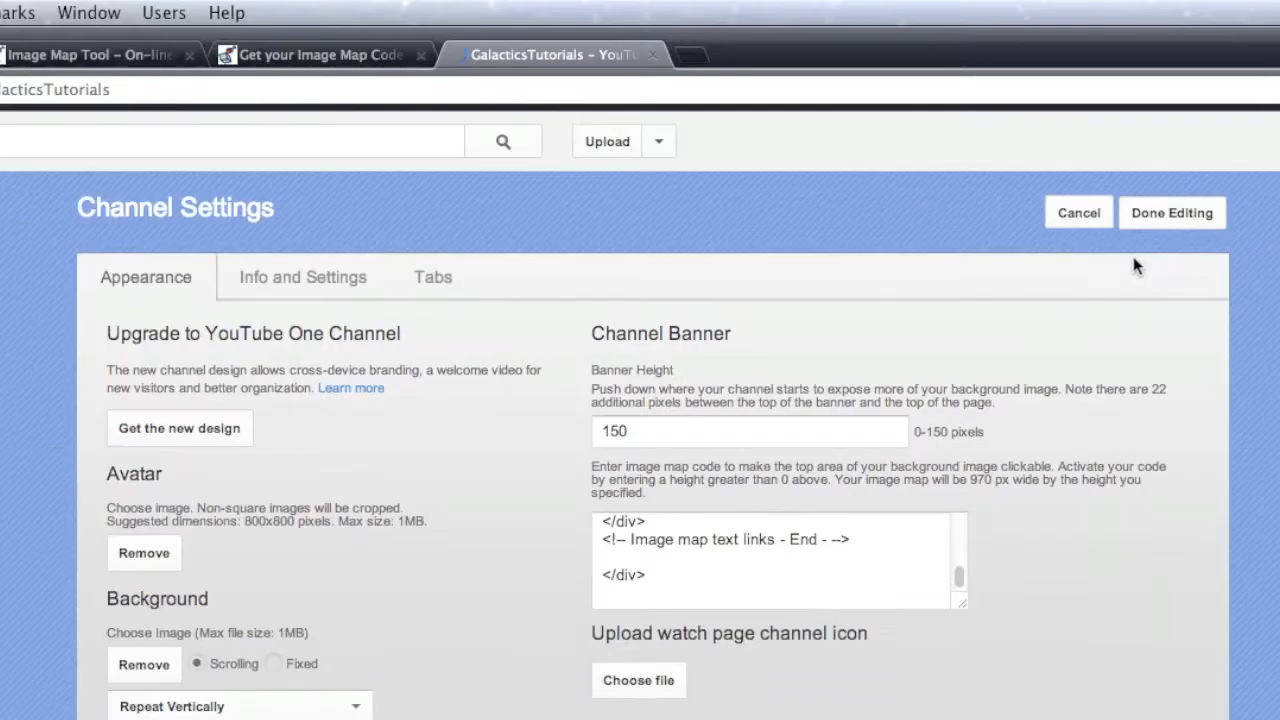 Window Users Help
Image Map Tool – On-line
Get your Image Map Code
GalacticsTutorials – YouTu
acticsTutorials
Upload
Channel Settings
Cancel
Done Editing
Appearance
Info and Settings
Tabs
Upgrade to YouTube One Channel
The new channel design allows cross-device branding, a welcome video for
new visitors and better organization. Learn more
Get the new design
Avatar
Choose image. Non-square images will be cropped.
Suggested dimensions: 800x800 pixels. Max size: 1MB.
Remove
Background
Choose Image (Max file size: 1MB)
Remove
Scrolling
Fixed
Repeat Vertically
Channel Banner
Banner Height
Push down where your channel starts to expose more of your background image. Note there are 22
additional pixels between the top of the banner and the top of the page.
150
0-150 pixels
Enter image map code to make the top area of your background image clickable. Activate your code
by entering a height greater than 0 above. Your image map will be 970 px wide by the height you
specified.
</div>
<!-- Image map text links - End - -->
</div>
Upload watch page channel icon
Choose file